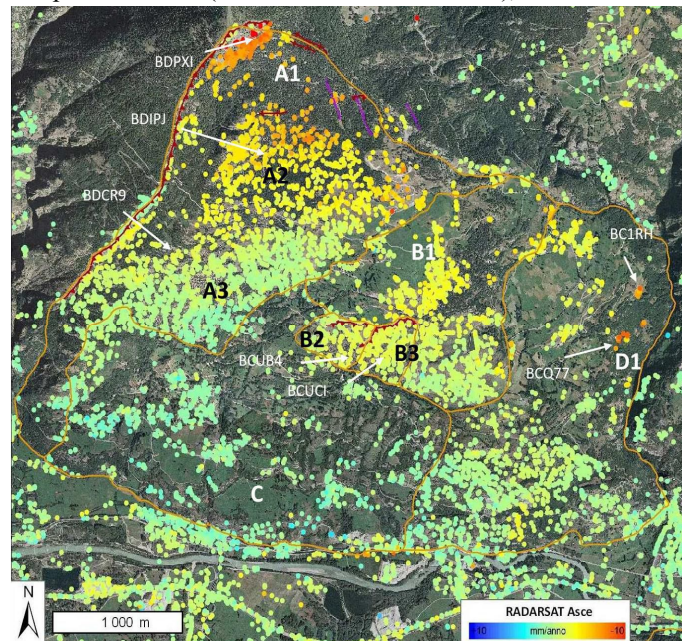 BDPXI
A1
BDIPJ
A2
BDCR9
B1
BC1RH
A3
B2
B3
BCUB4
BCQ77
D1
BCUCI
C
N
1 000 m
RADARSAT Asce
10 mm/anno -10